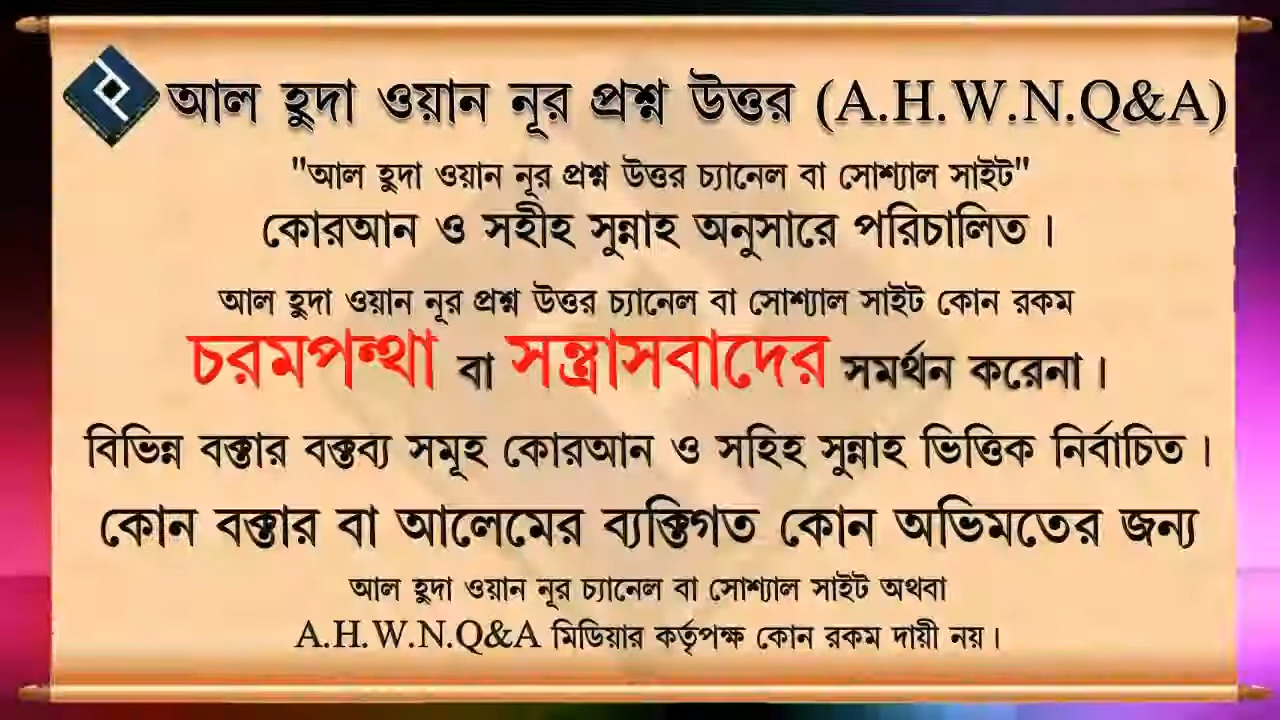 আল হুদা ওয়ান নূর প্রশ্ন উত্তর (A.H.W.N.Q&A)
"আল হুদা ওয়ান নূর প্রশ্ন উত্তর চ্যানেল বা সোশ্যাল সাইট"
কোরআন ও সহীহ সুন্নাহ অনুসারে পরিচালিত।
আল হুদা ওয়ান নূর প্রশ্ন উত্তর চ্যানেল বা সোশ্যাল সাইট কোন রকম
চরমপন্থা বা সন্ত্রাসবাদের সমর্থন করেনা।
বিভিন্ন বক্তার বক্তব্য সমূহ কোরআন ও সহিহ সুন্নাহ ভিত্তিক নির্বাচিত।
কোন বক্তার বা আলেমের ব্যক্তিগত কোন অভিমতের জন্য
আল হুদা ওয়ান নূর চ্যানেল বা সোশ্যাল সাইট অথবা
A.H.W.N.Q&A মিডিয়ার কর্তৃপক্ষ কোন রকম দায়ী নয়।